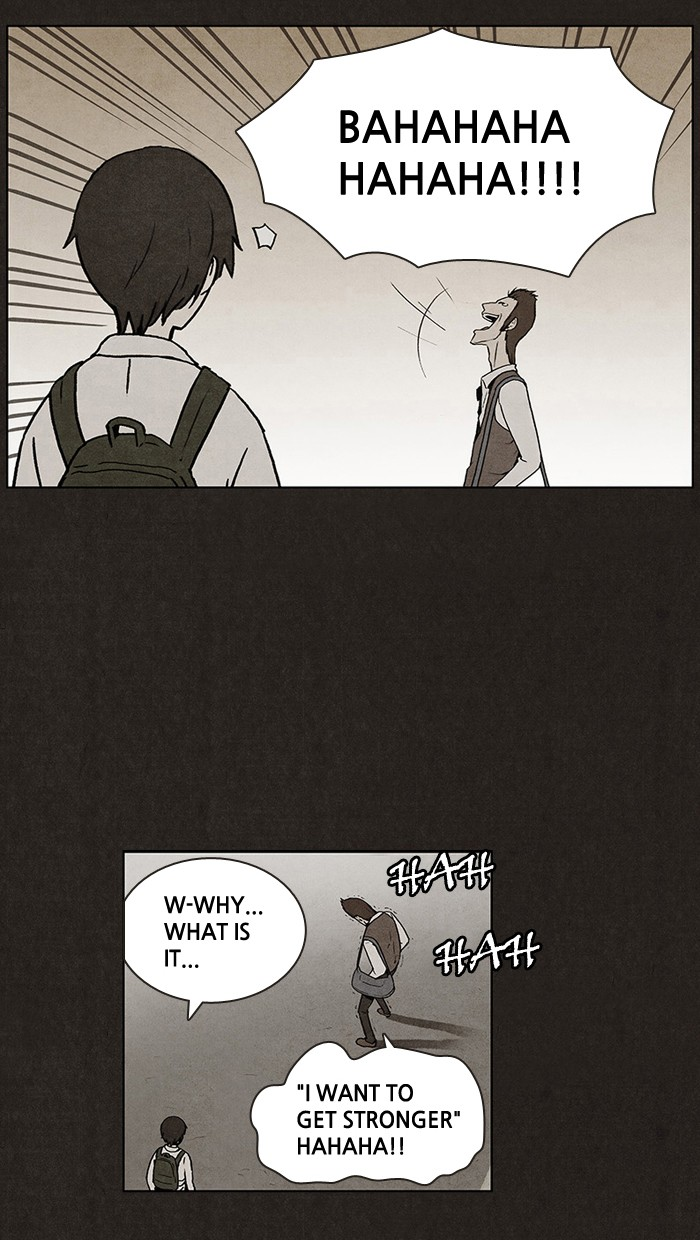 BAHAHAHA
HAHAHA!!!!
HAH
W-WHY...
WHAT IS
IT...
HAH
"I WANT TO
GET STRONGER"
HAHAHA!!